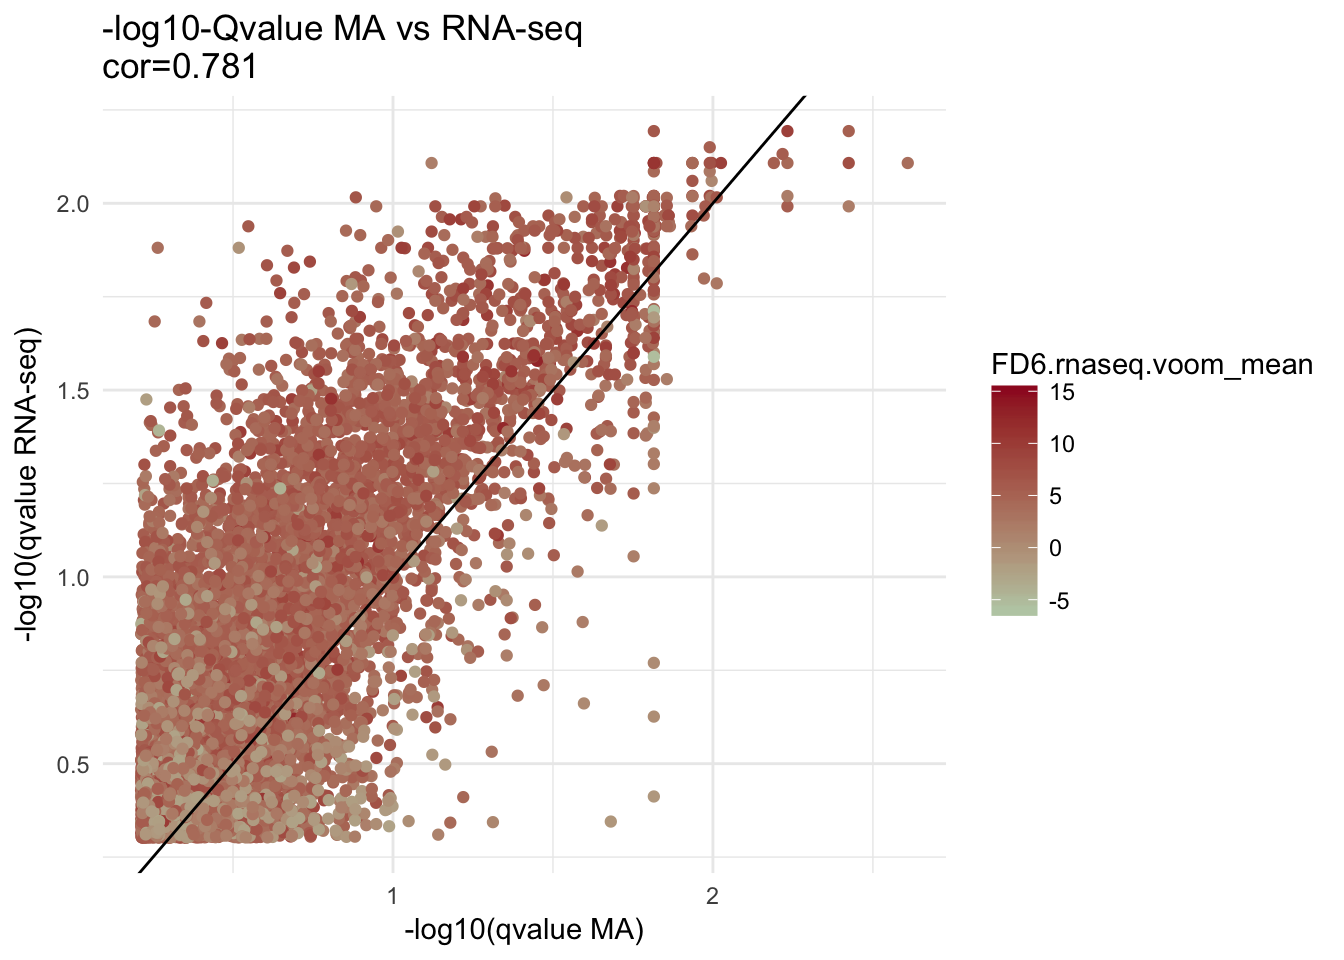 -log10-Qvalue MA vs RNA-seq
cor=0.781
-log10(qvalue RNA-seq)
2.0
1.5
1.0
0.5
1
2
-log10(qvalue MA)
FD6.rnaseq.voom_mean
15
10
5
0
-5